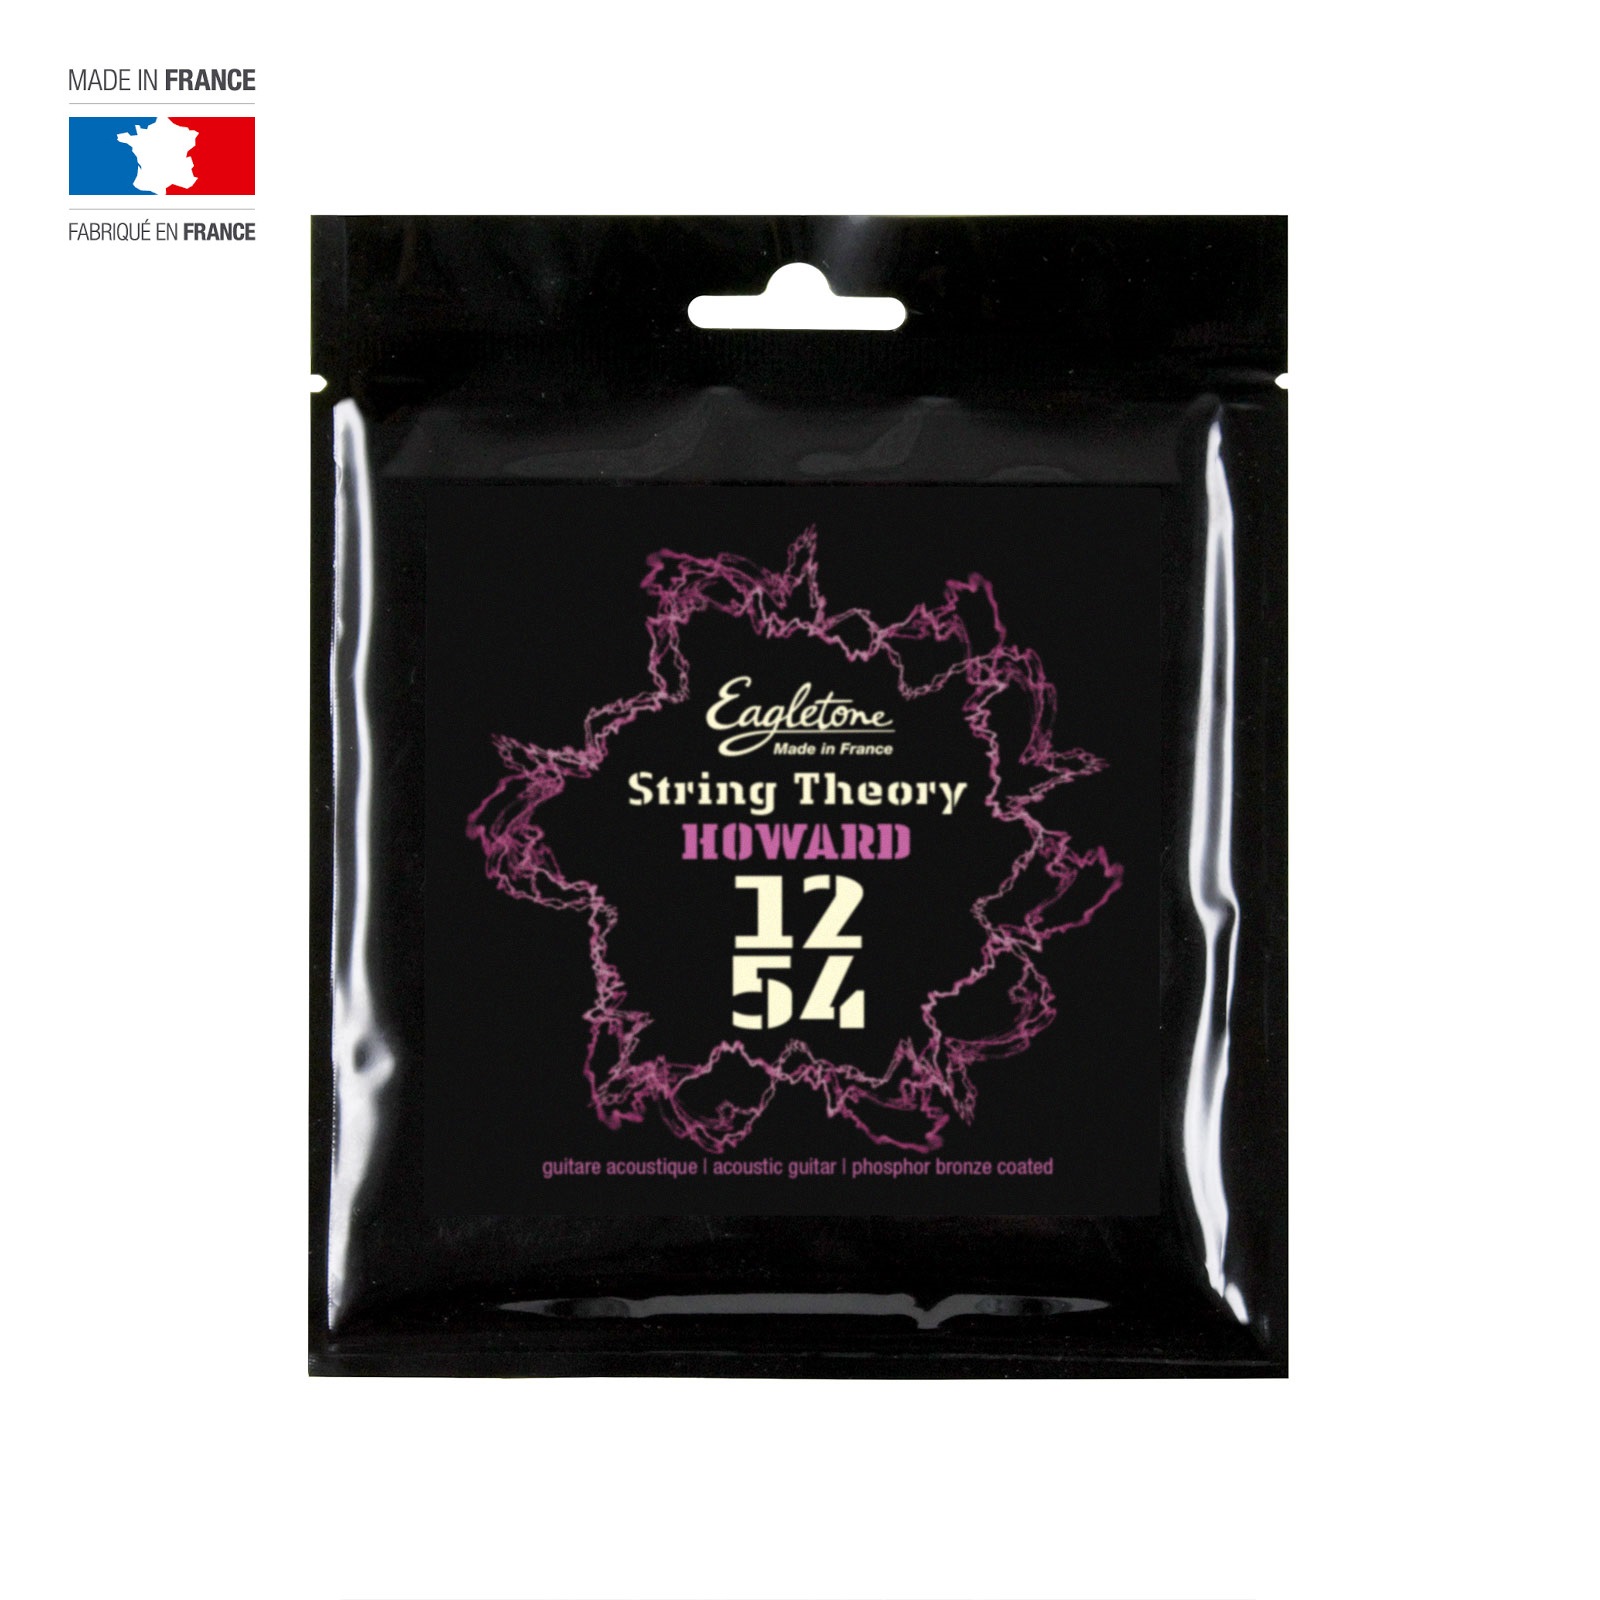 MADE IN FRANCE
FABRIQUÉ EN FRANCE
Eagletone
Made in France
String Theory
HOWARD
12
54
guitare acoustique | acoustic guitar | phosphor bronze coated